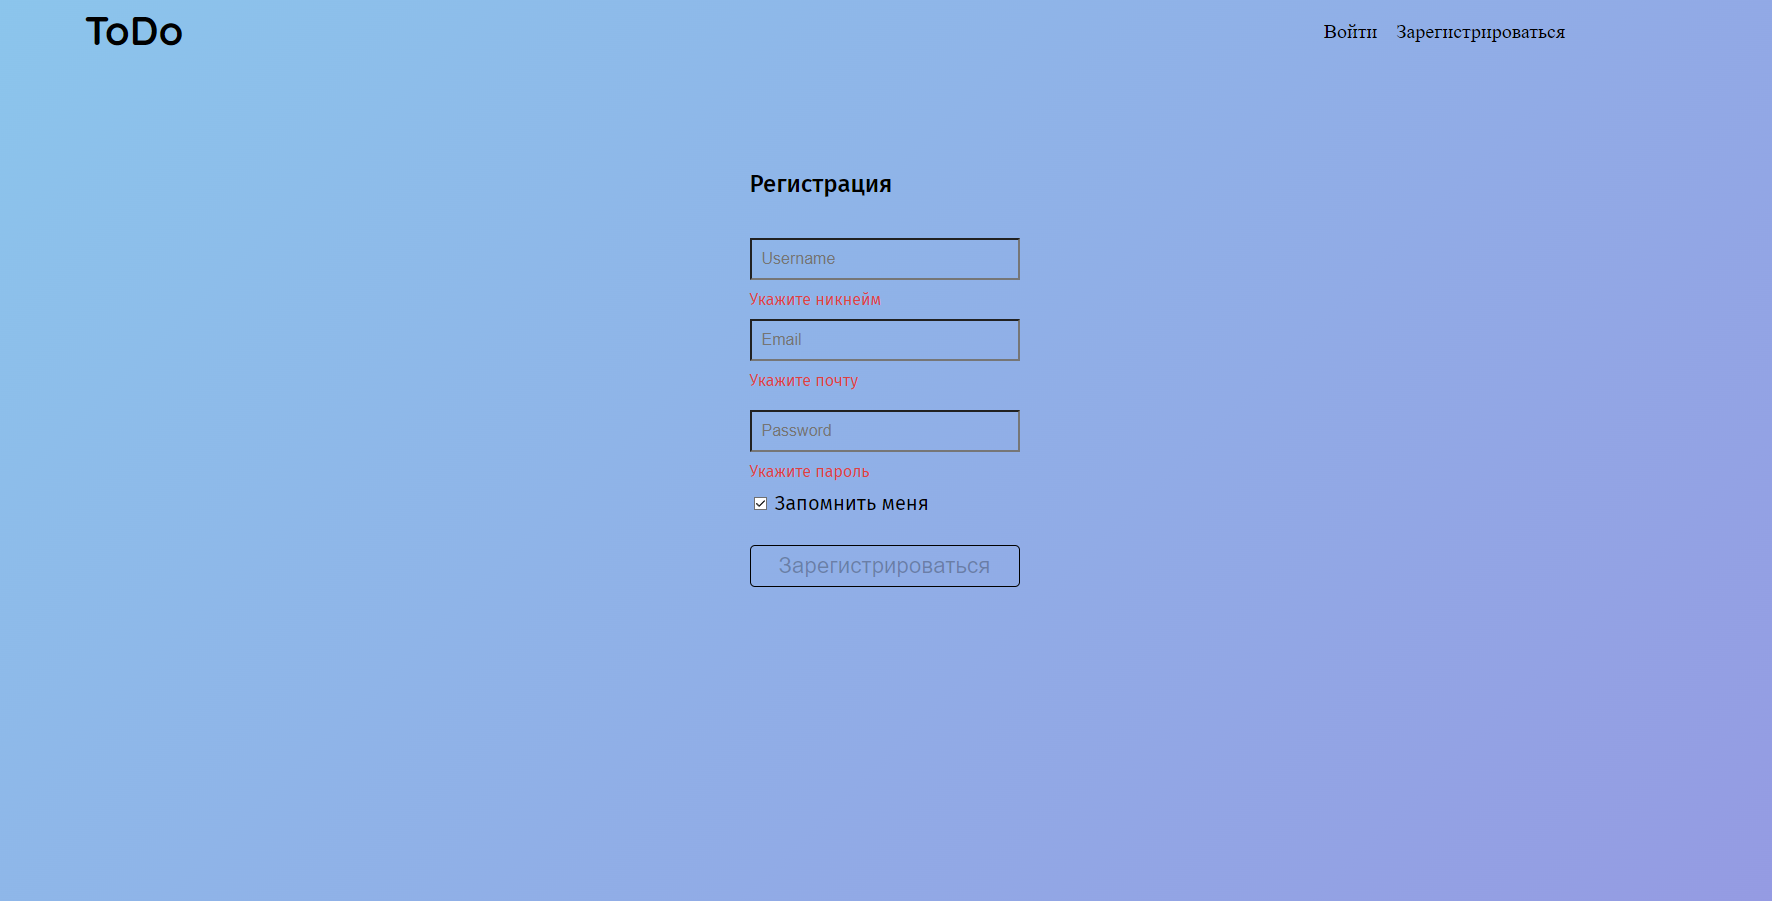 ToDo
Войти Зарегистрироваться
Регистрация
Username
Укажите никнейм
Email
Укажите почту
Password
Укажите пароль
Запомнить меня
Зарегистрироваться